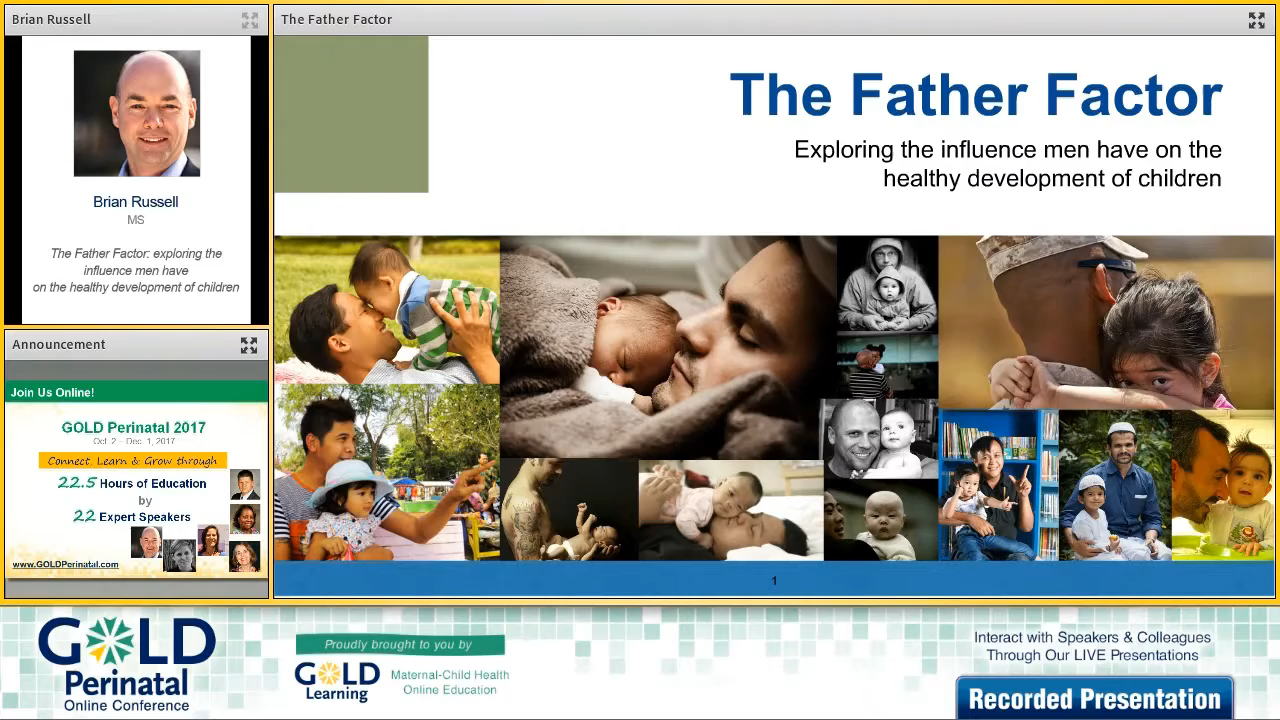 Brian Russell
Brian Russell
MS
The Father Factor: exploring the
influence men have
on the healthy development of children
Announcement
Join Us Online!
GOLD Perinatal 2017
Oct. 2 – Dec. 1, 2017
Connect, Learn & Grow through
22.5 Hours of Education
by
22 Expert Speakers
www.GOLDPerinatal.com
The Father Factor
The Father Factor
Exploring the influence men have on the
healthy development of children
1
GOLD
Perinatal
Online Conference
Proudly brought to you by
GOLD
Learning
Maternal-Child Health
Online Education
Interact with Speakers & Colleagues
Through Our LIVE Presentations
Recorded Presentation